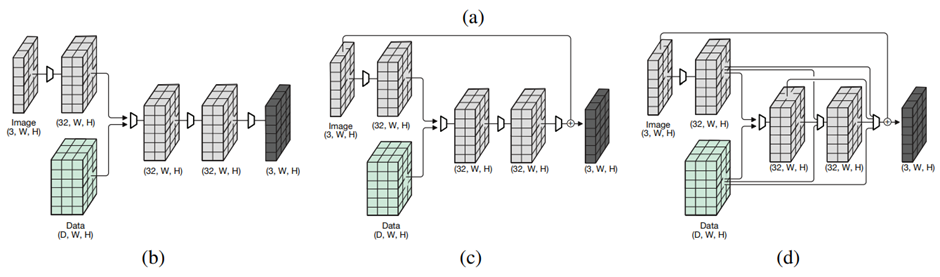 (a)
Image
(3, W, H)
(32, W, H)
Data
(D, W, H)
(32, W, H)
(32, W, H)
(3, W, H)
(b)
Image
(3, W, H)
(32, W, H)
Data
(D, W, H)
(32, W, H)
(32, W, H)
(3, W, H)
(c)
Image
(3, W, H)
(32, W, H)
Data
(D, W, H)
(32, W, H)
(32, W, H)
(3, W, H)
(d)